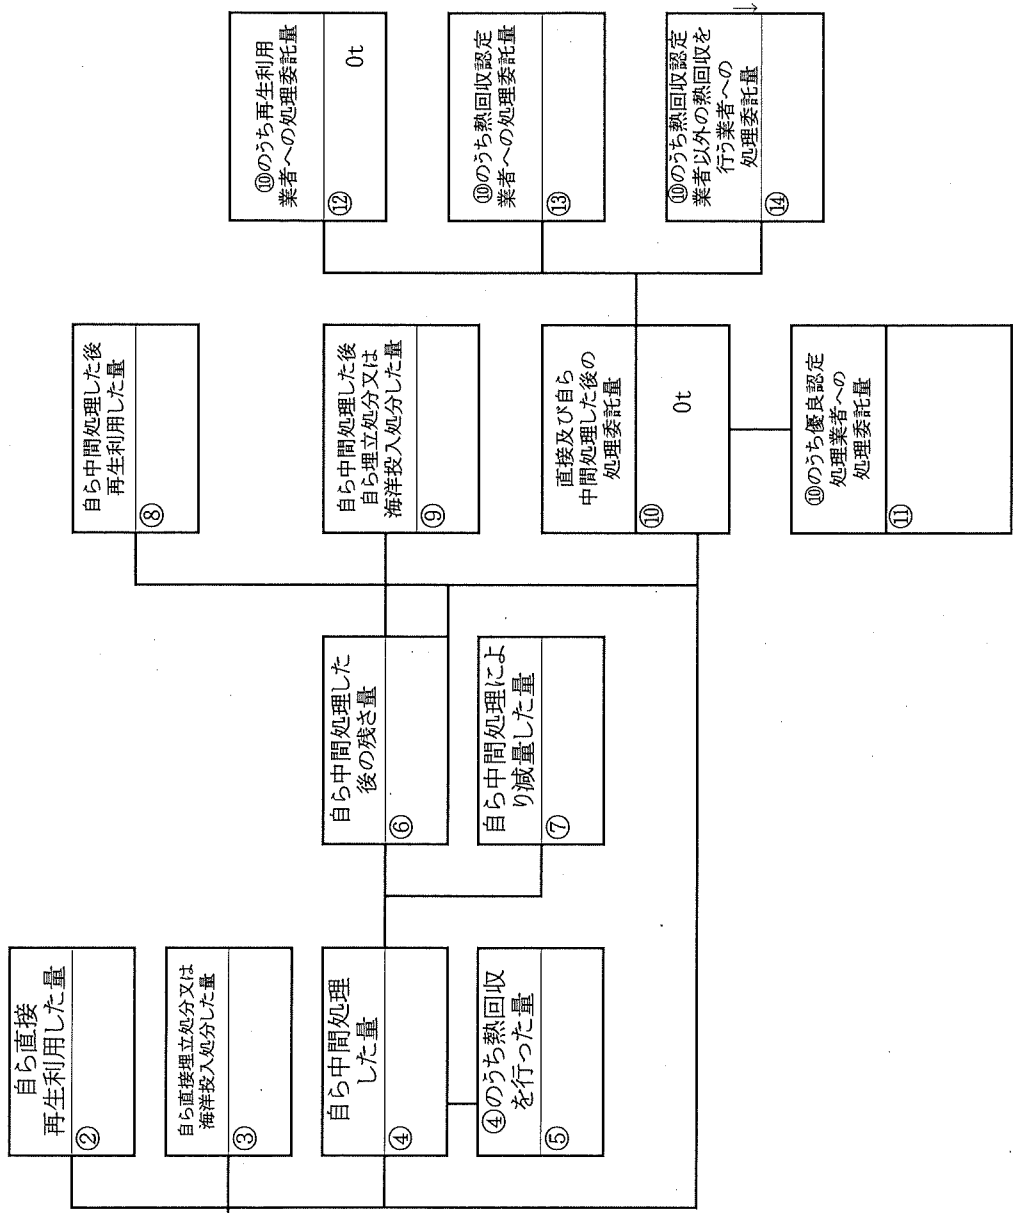 自ら直接
再生利用した量
②
自ら直接埋立処分又は
海洋投入処分した量
③
自ら中間処理
した量
④
④のうち熱回収
を行った量
⑤
自ら中間処理した
後の残さ量
⑥
自ら中間処理によ
り減量した量
⑦
自ら中間処理した後
再生利用した量
⑧
自ら中間処理した後
自ら埋立処分又は
海洋投入処分した量
⑨
直接及び自ら
中間処理した後の
処理委託量
⑩
0t
⑩のうち優良認定
処理業者への
処理委託量
⑪
⑩のうち再生利用
業者への処理委託量
⑫
0t
⑩のうち熱回収認定
業者への処理委託量
⑬
⑩のうち熱回収認定
業者以外の熱回収を
行う業者への
処理委託量
⑭